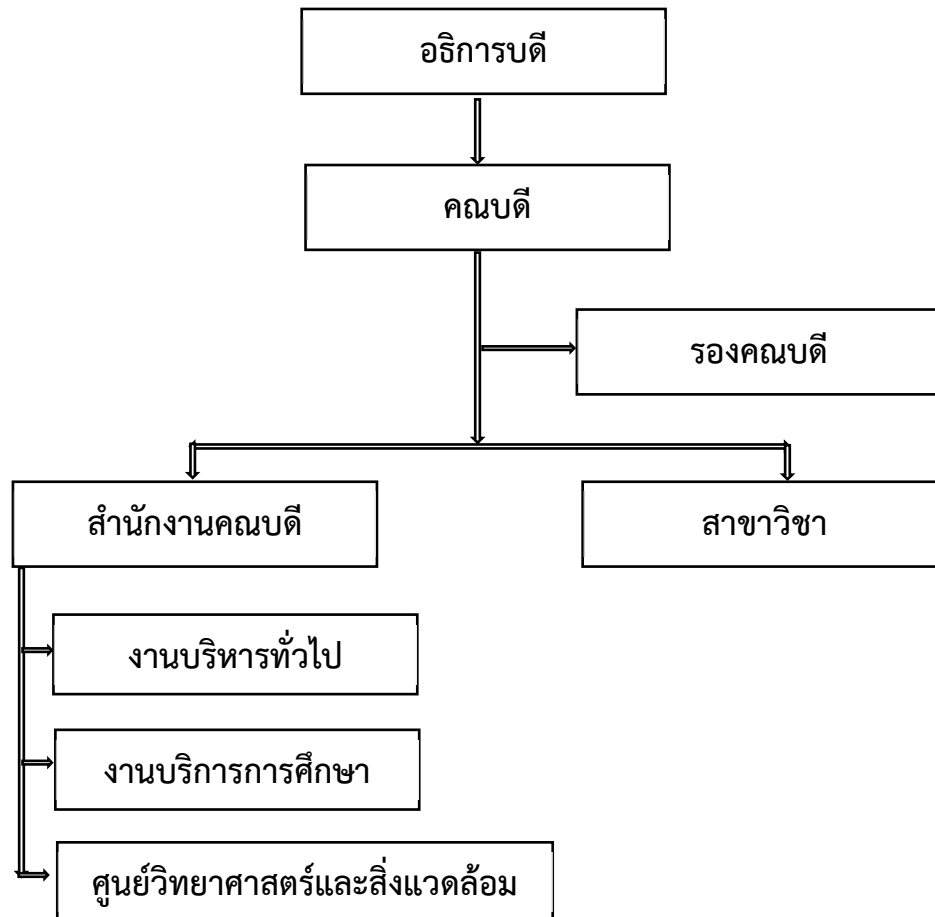 อธิการบดี
คณบดี
รองคณบดี
สำนักงานคณบดี
สาขาวิชา
งานบริหารทั่วไป
งานบริการการศึกษา
ศูนย์วิทยาศาสตร์และสิ่งแวดล้อม